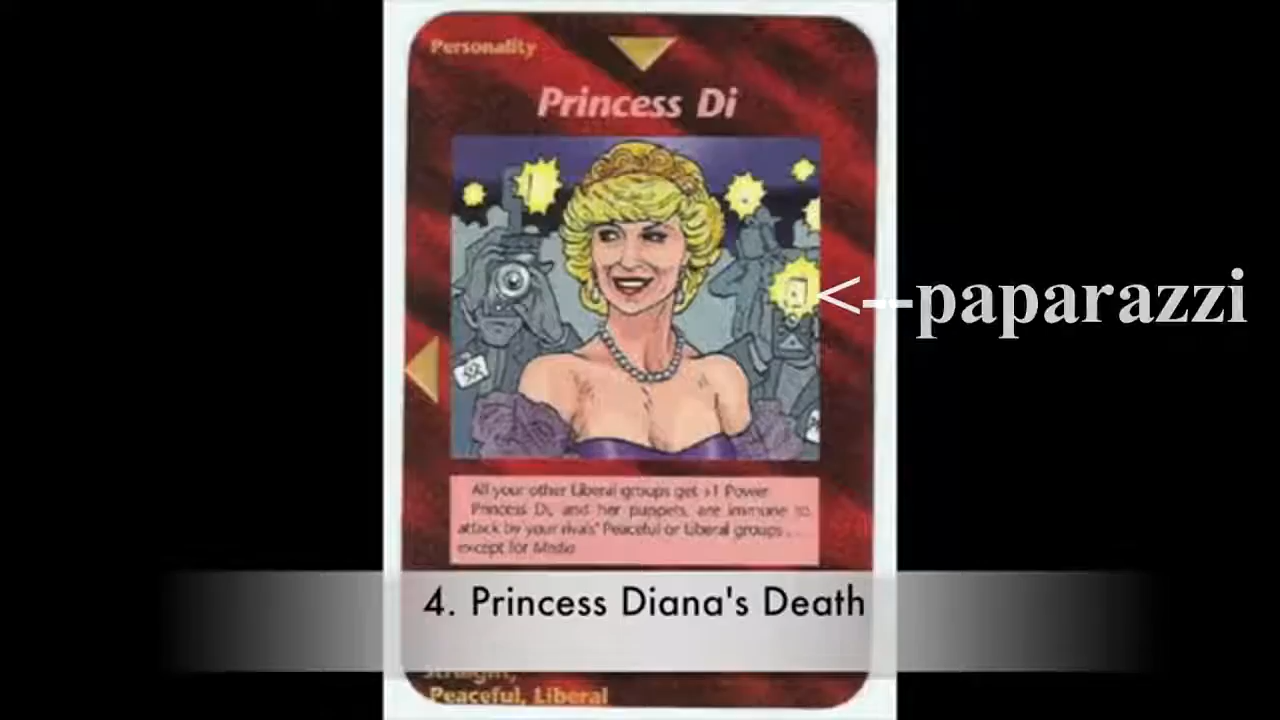 Personality
Princess Di
<--paparazzi
All your other Liberal groups get +1 Power
Princess Di, and her puppets, are immune to
attack by your rivals' Peaceful or Liberal groups . . .
except for Media
4. Princess Diana's Death
Straight,
Peaceful, Liberal